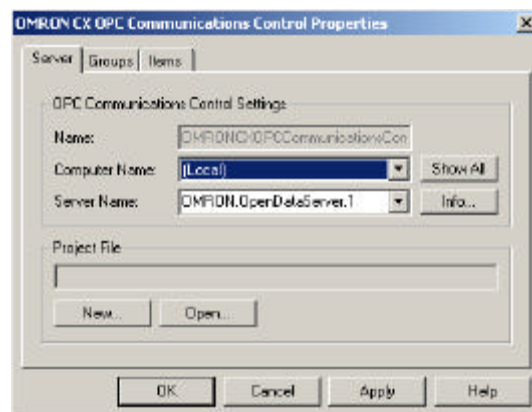 OMRON CX OPC Communications Control Properties
Server Groups Items
OPC Communications Control Settings
Name: OMRONCXOPCCommunicationsCon
Computer Name: (Local) Show All
Server Name: OMRON.OpenDataServer.1 Info...
Project File
New... Open...
OK Cancel Apply Help